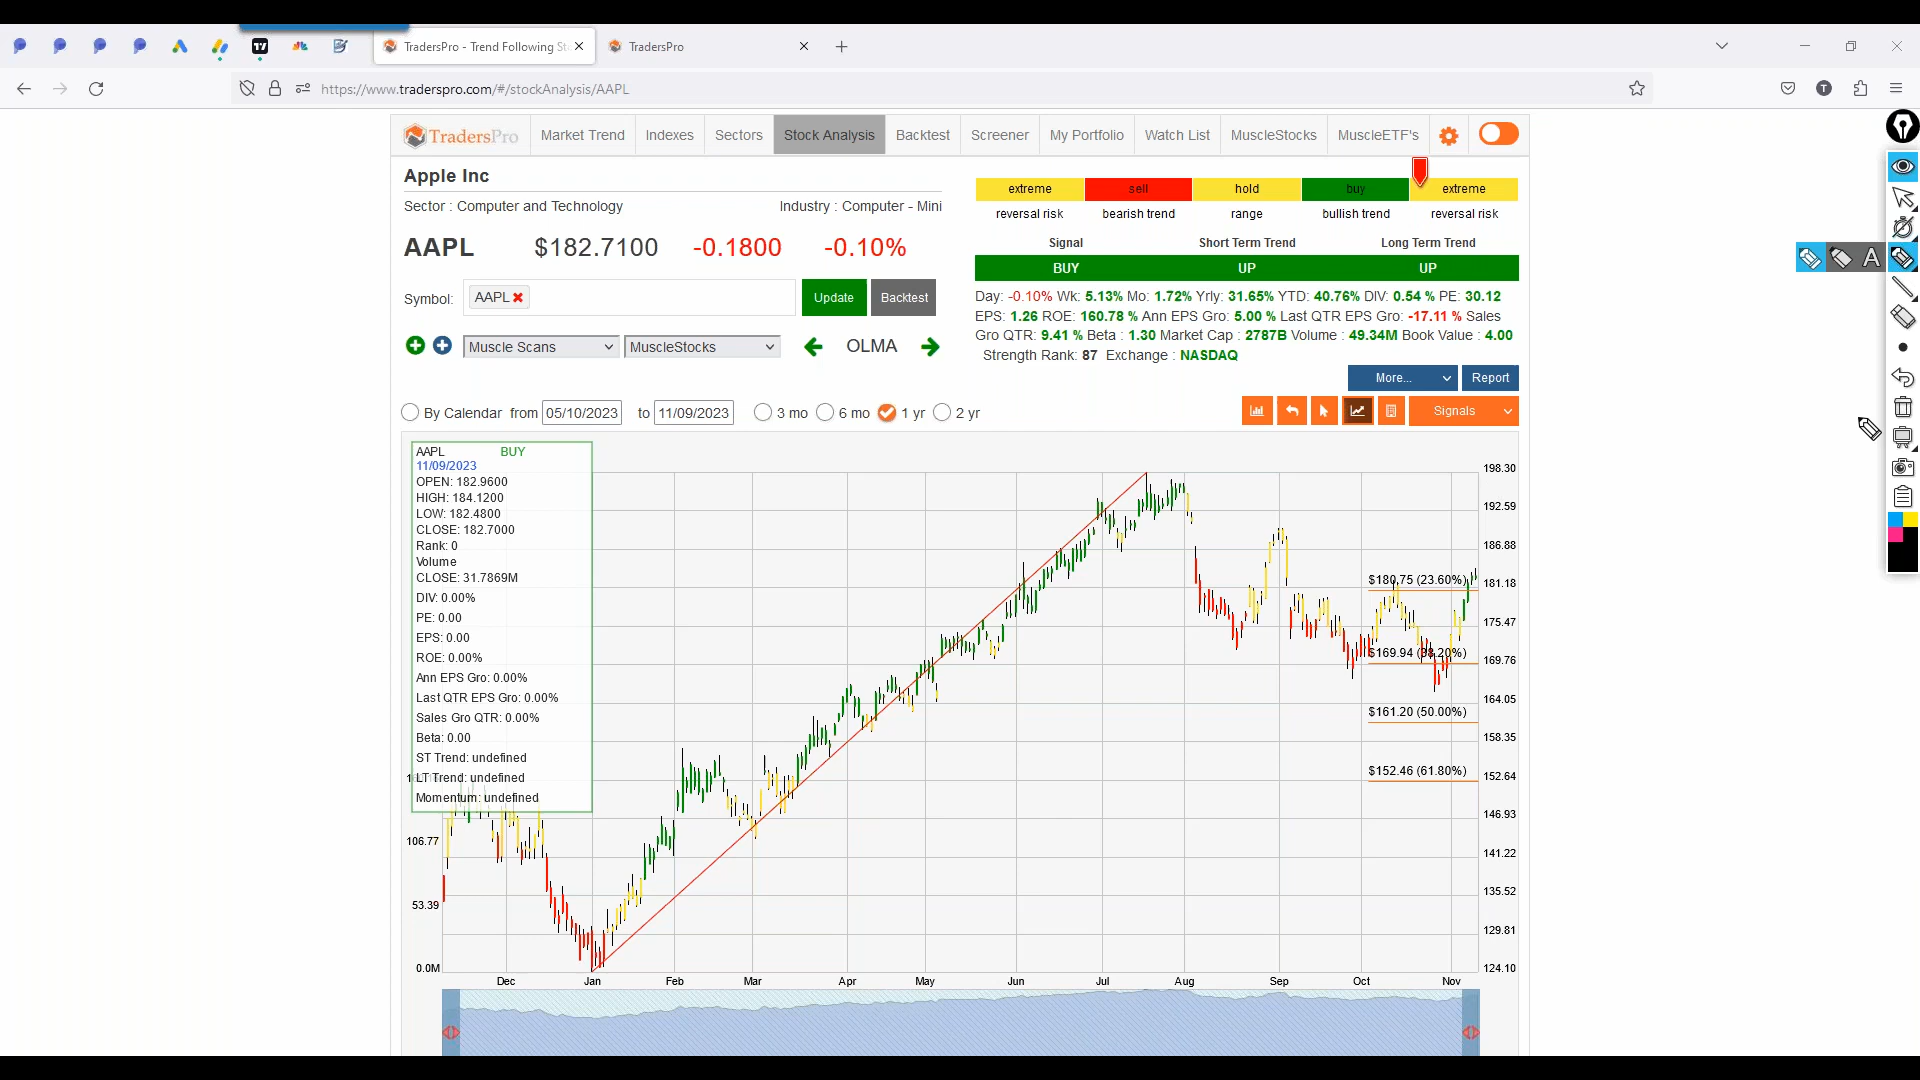 TradersPro - Trend Following St
TradersPro
https://www.traderspro.com/#/stockAnalysis/AAPL
TradersPro Market Trend Indexes Sectors Stock Analysis Backtest Screener My Portfolio Watch List MuscleStocks MuscleETF's
Apple Inc
Sector : Computer and Technology Industry : Computer - Mini
AAPL $182.7100 -0.1800 -0.10%
Symbol: AAPL Update Backtest
Muscle Scans MuscleStocks OLMA
extreme sell hold buy extreme
reversal risk bearish trend range bullish trend reversal risk
Signal Short Term Trend Long Term Trend
BUY UP UP
Day: -0.10% Wk: 5.13% Mo: 1.72% Yrly: 31.65% YTD: 40.76% DIV: 0.54 % PE: 30.12
EPS: 1.26 ROE: 160.78 % Ann EPS Gro: 5.00 % Last QTR EPS Gro: -17.11 % Sales
Gro QTR: 9.41 % Beta : 1.30 Market Cap : 2787B Volume : 49.34M Book Value : 4.00
Strength Rank: 87 Exchange : NASDAQ
More... Report
By Calendar from 05/10/2023 to 11/09/2023 3 mo 6 mo 1 yr 2 yr
Signals
AAPL BUY
11/09/2023
OPEN: 182.9600
HIGH: 184.1200
LOW: 182.4800
CLOSE: 182.7000
Rank: 0
Volume
CLOSE: 31.7869M
DIV: 0.00%
PE: 0.00
EPS: 0.00
ROE: 0.00%
Ann EPS Gro: 0.00%
Last QTR EPS Gro: 0.00%
Sales Gro QTR: 0.00%
Beta: 0.00
ST Trend: undefined
LT Trend: undefined
Momentum: undefined
106.77
53.39
0.0M
$180.75 (23.60%)
$169.94 (38.20%)
$161.20 (50.00%)
$152.46 (61.80%)
198.30
192.59
186.88
181.18
175.47
169.76
164.05
158.35
152.64
146.93
141.22
135.52
129.81
124.10
Dec Jan Feb Mar Apr May Jun Jul Aug Sep Oct Nov
T
A